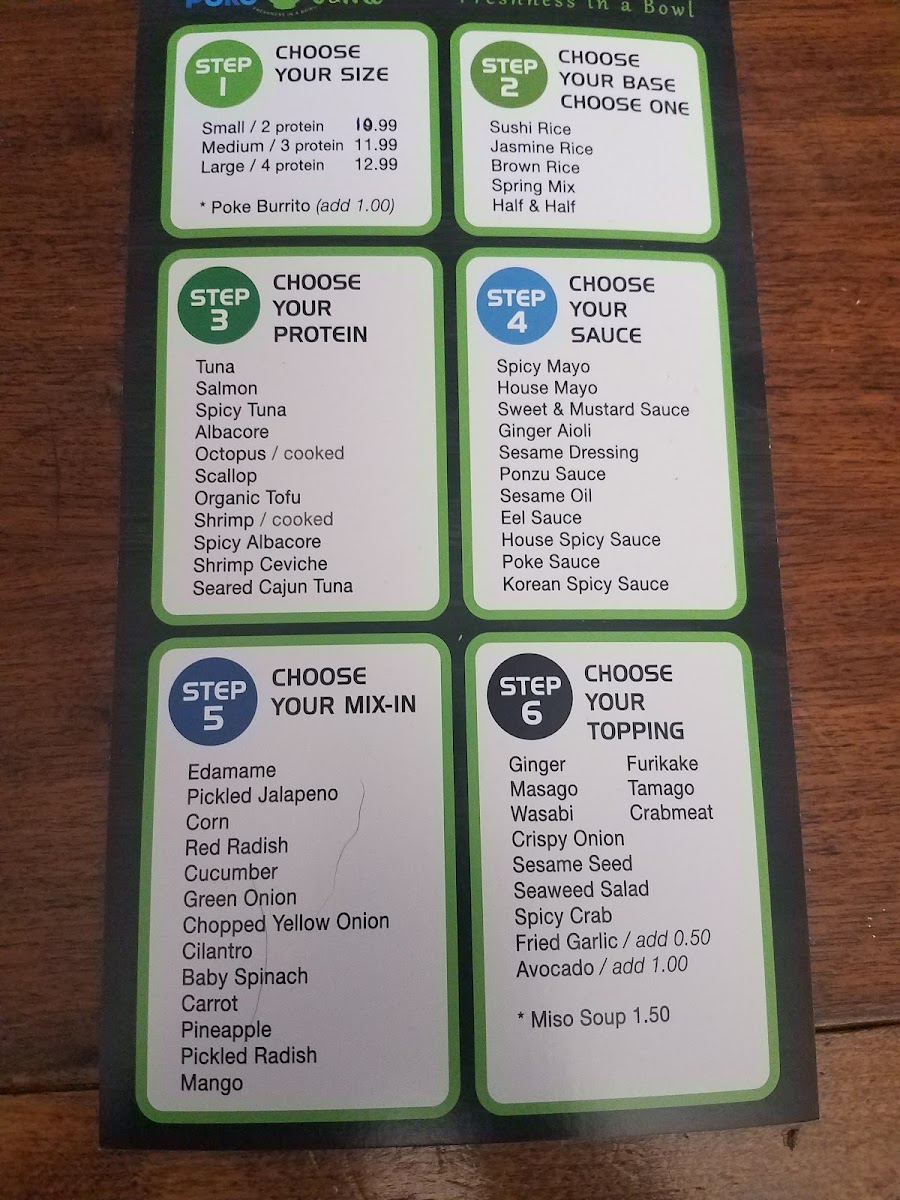 POKE
FRESHNESS IN A BOWL
Freshness in a Bowl
STEP 1
CHOOSE
YOUR SIZE
Small / 2 protein 10.99
Medium / 3 protein 11.99
Large / 4 protein 12.99
* Poke Burrito (add 1.00)
STEP 2
CHOOSE
YOUR BASE
CHOOSE ONE
Sushi Rice
Jasmine Rice
Brown Rice
Spring Mix
Half & Half
STEP 3
CHOOSE
YOUR
PROTEIN
Tuna
Salmon
Spicy Tuna
Albacore
Octopus / cooked
Scallop
Organic Tofu
Shrimp / cooked
Spicy Albacore
Shrimp Ceviche
Seared Cajun Tuna
STEP 4
CHOOSE
YOUR
SAUCE
Spicy Mayo
House Mayo
Sweet & Mustard Sauce
Ginger Aioli
Sesame Dressing
Ponzu Sauce
Sesame Oil
Eel Sauce
House Spicy Sauce
Poke Sauce
Korean Spicy Sauce
STEP 5
CHOOSE
YOUR MIX-IN
Edamame
Pickled Jalapeno
Corn
Red Radish
Cucumber
Green Onion
Chopped Yellow Onion
Cilantro
Baby Spinach
Carrot
Pineapple
Pickled Radish
Mango
STEP 6
CHOOSE
YOUR
TOPPING
Ginger Furikake
Masago Tamago
Wasabi Crabmeat
Crispy Onion
Sesame Seed
Seaweed Salad
Spicy Crab
Fried Garlic / add 0.50
Avocado / add 1.00
* Miso Soup 1.50